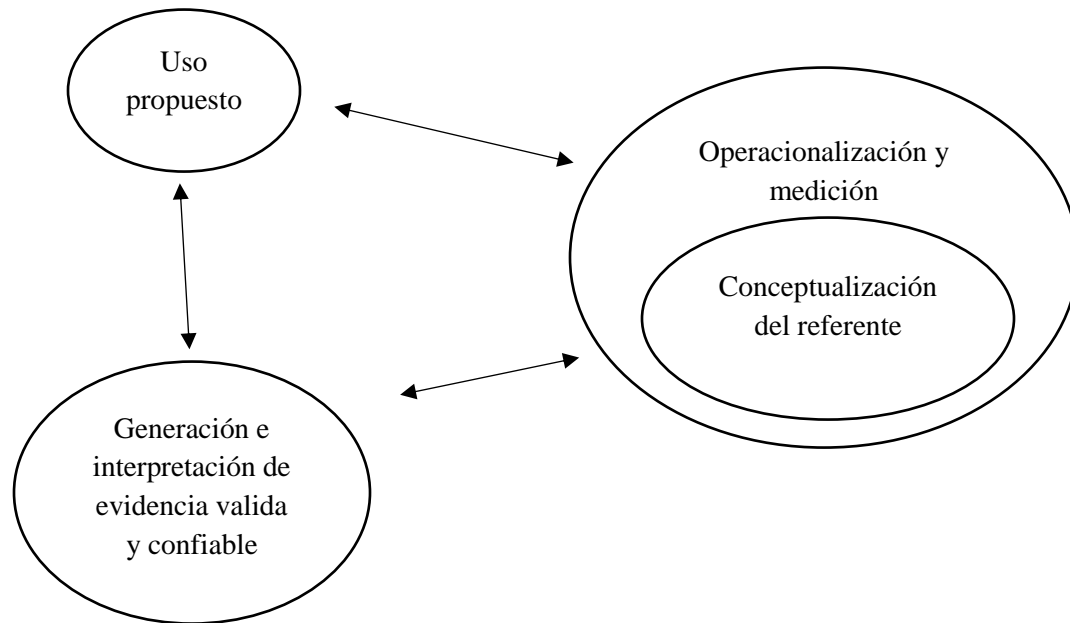 Uso
propuesto
Operacionalización y
medición
Conceptualización
del referente
Generación e
interpretación de
evidencia valida
y confiable